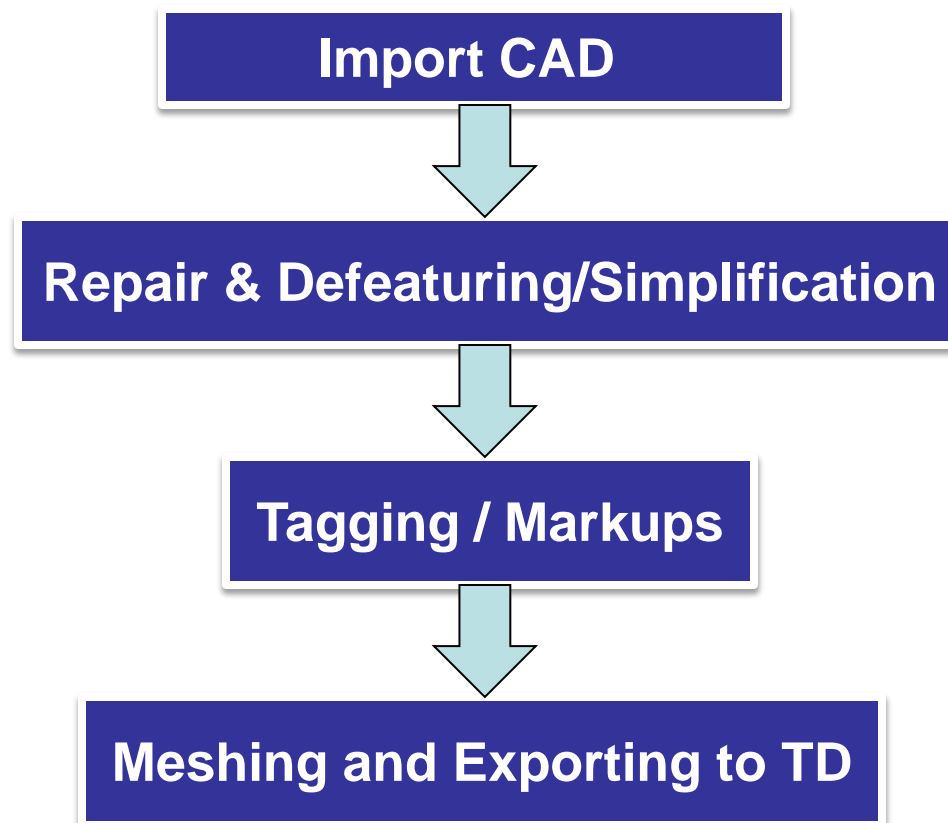 Import CAD
Repair & Defeaturing/Simplification
Tagging / Markups
Meshing and Exporting to TD